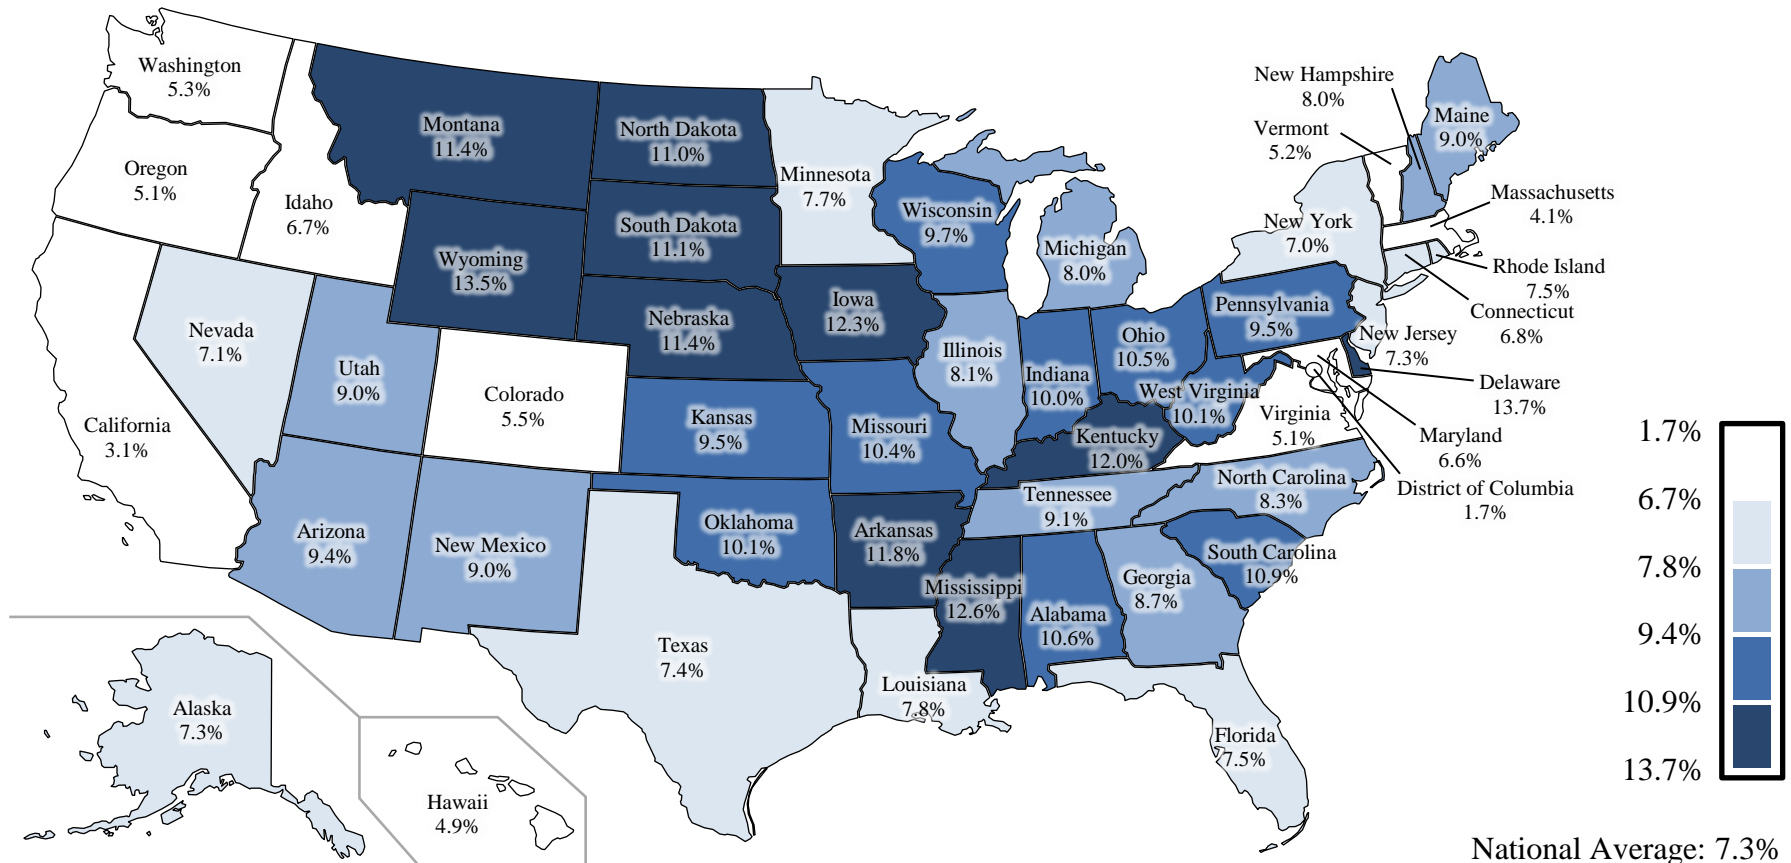 Washington
5.3%
Oregon
5.1%
Idaho
6.7%
Montana
11.4%
North Dakota
11.0%
Minnesota
7.7%
South Dakota
11.1%
Wyoming
13.5%
Wisconsin
9.7%
Michigan
8.0%
New Hampshire
8.0%
Vermont
5.2%
Maine
9.0%
Massachusetts
4.1%
New York
7.0%
Rhode Island
7.5%
Connecticut
6.8%
New Jersey
7.3%
Pennsylvania
9.5%
Delaware
13.7%
Maryland
6.6%
District of Columbia
1.7%
Virginia
5.1%
West Virginia
10.1%
Ohio
10.5%
Indiana
10.0%
Illinois
8.1%
Iowa
12.3%
Nebraska
11.4%
Nevada
7.1%
Utah
9.0%
Colorado
5.5%
California
3.1%
Kansas
9.5%
Missouri
10.4%
Kentucky
12.0%
Tennessee
9.1%
North Carolina
8.3%
South Carolina
10.9%
Arizona
9.4%
New Mexico
9.0%
Oklahoma
10.1%
Arkansas
11.8%
Mississippi
12.6%
Alabama
10.6%
Georgia
8.7%
Texas
7.4%
Louisiana
7.8%
Florida
7.5%
Alaska
7.3%
Hawaii
4.9%
1.7%
6.7%
7.8%
9.4%
10.9%
13.7%
National Average: 7.3%